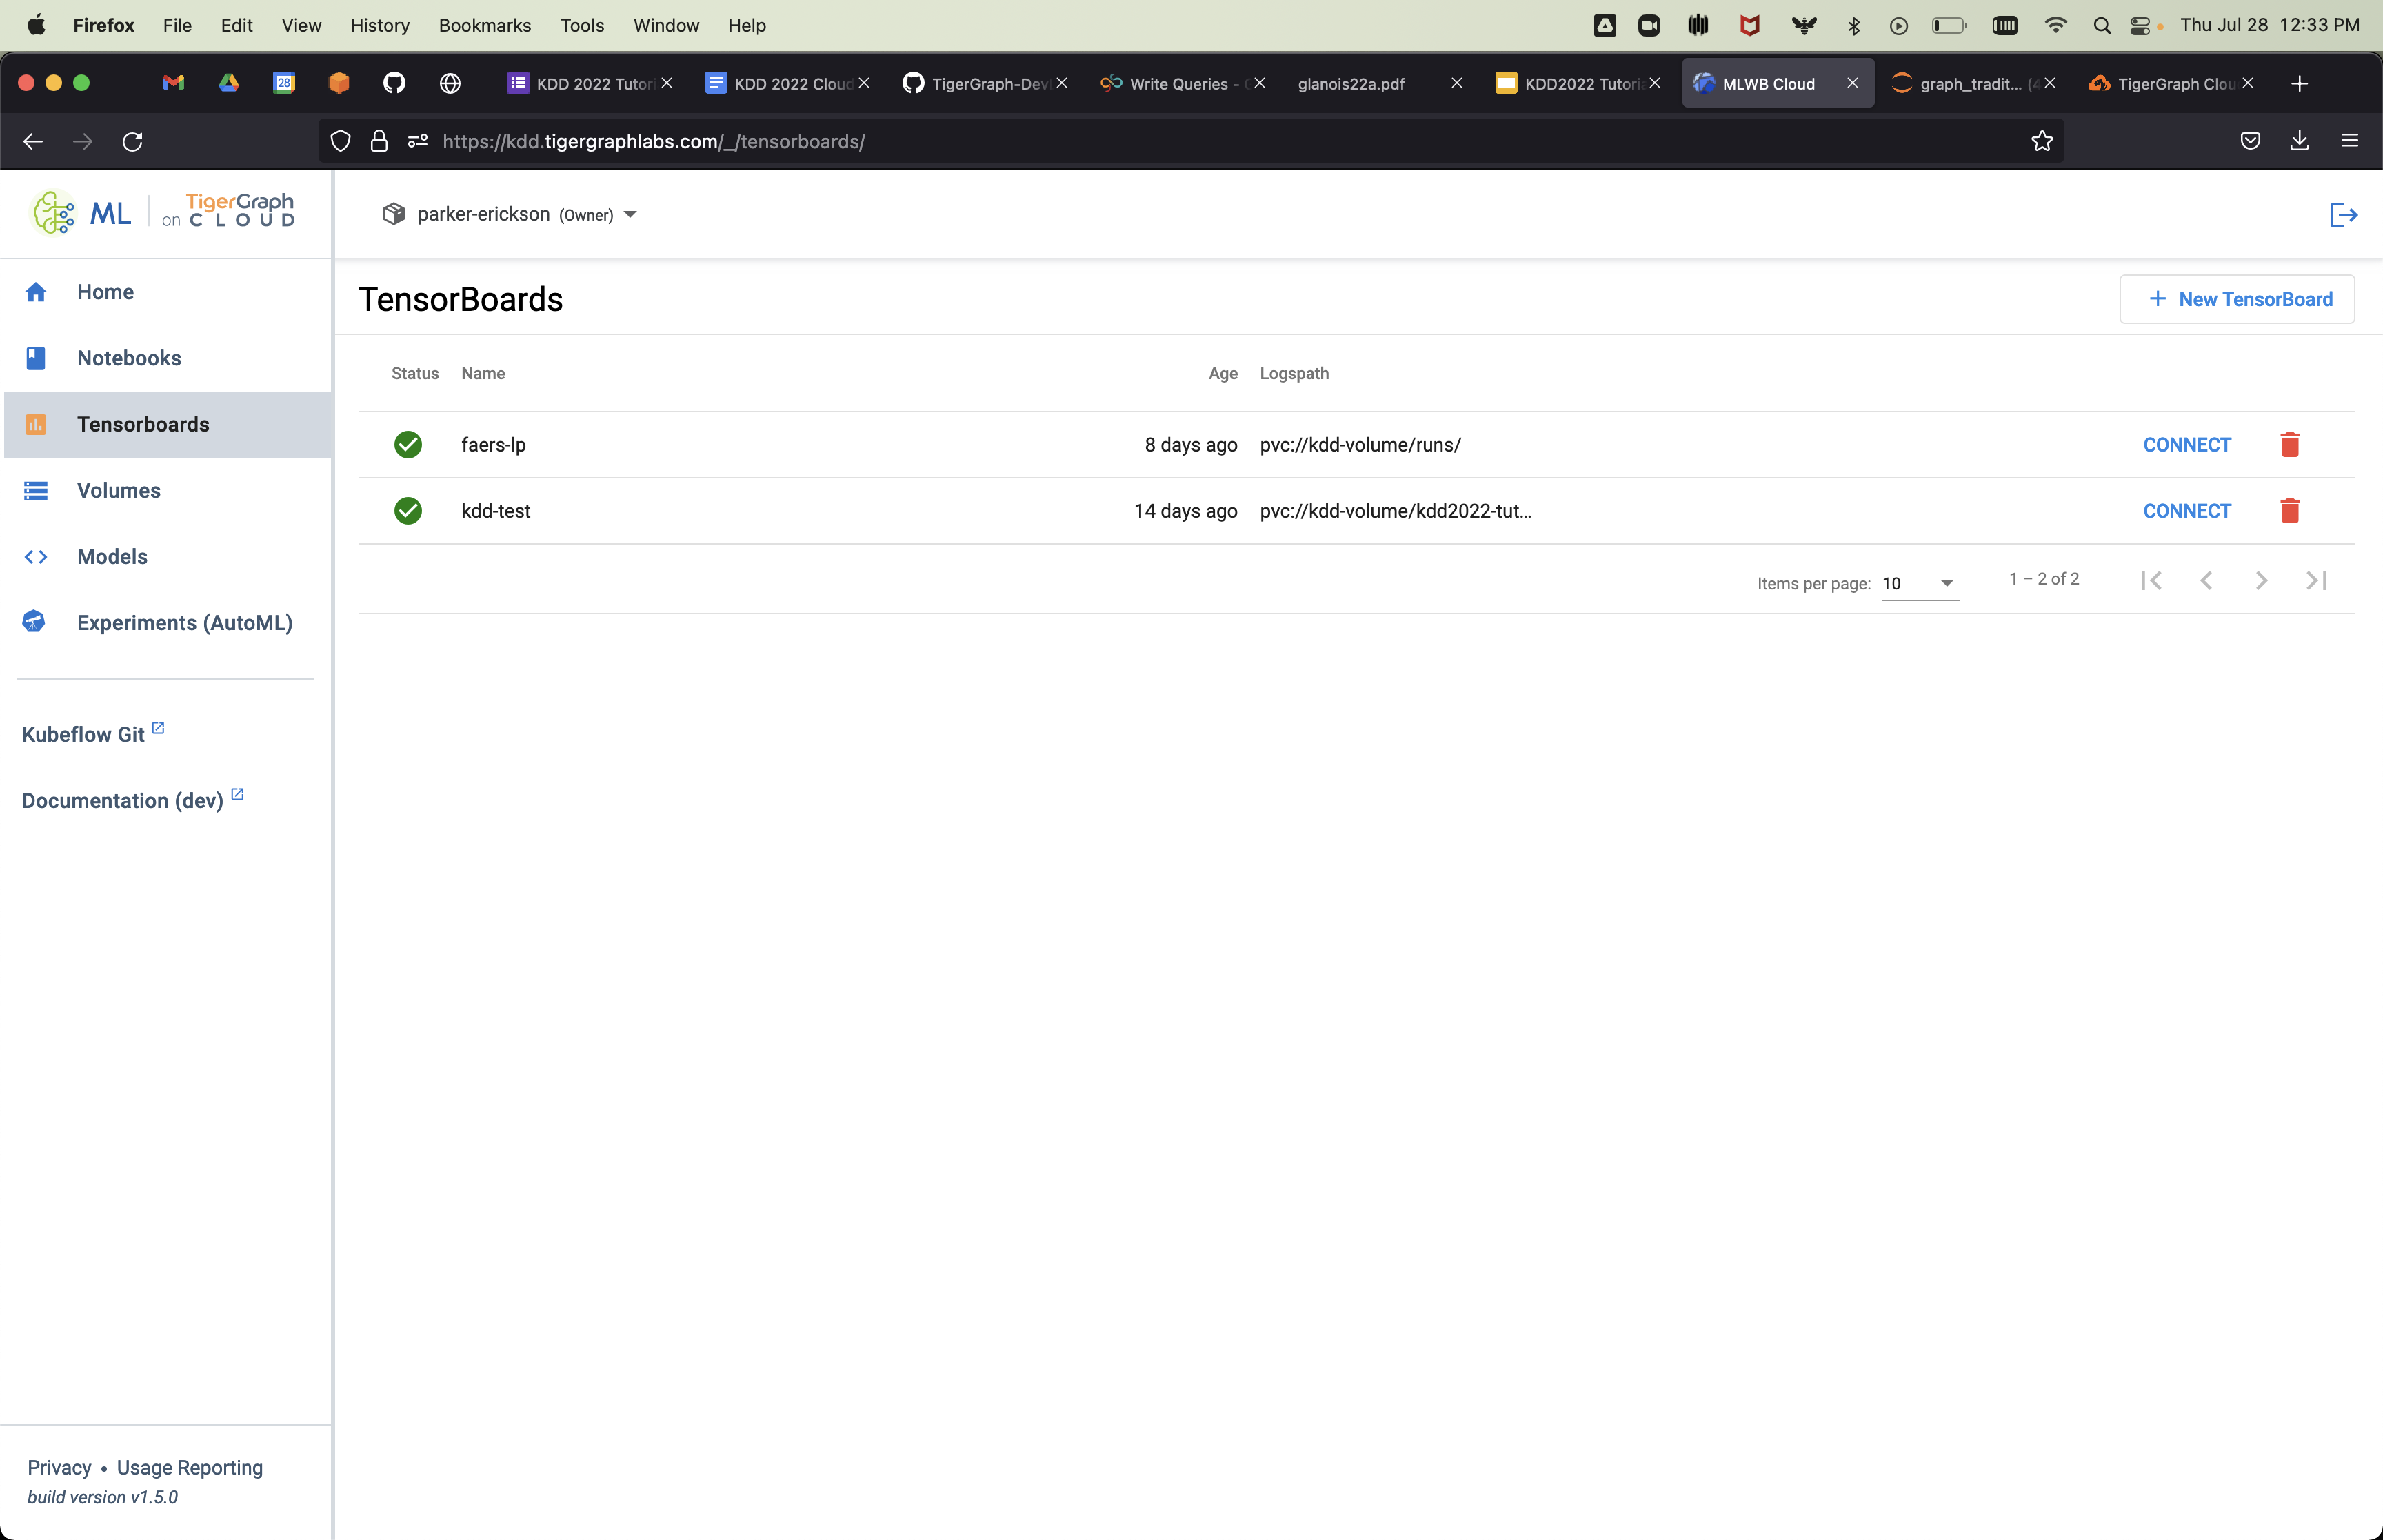 Firefox File Edit View History Bookmarks Tools Window Help Thu Jul 28 12:33 PM
28 KDD 2022 Tutori KDD 2022 Cloud TigerGraph-Dev Write Queries - glanois22a.pdf KDD2022 Tutoria MLWB Cloud graph_tradit... (4 TigerGraph Clou
https://kdd.tigergraphlabs.com/_/tensorboards/
ML on TigerGraph CLOUD
parker-erickson (Owner)
Home
Notebooks
Tensorboards
Volumes
Models
Experiments (AutoML)
Kubeflow Git
Documentation (dev)
Privacy • Usage Reporting
build version v1.5.0
TensorBoards
+ New TensorBoard
Status Name Age Logspath
faers-lp 8 days ago pvc://kdd-volume/runs/ CONNECT
kdd-test 14 days ago pvc://kdd-volume/kdd2022-tut... CONNECT
Items per page: 10 1 – 2 of 2